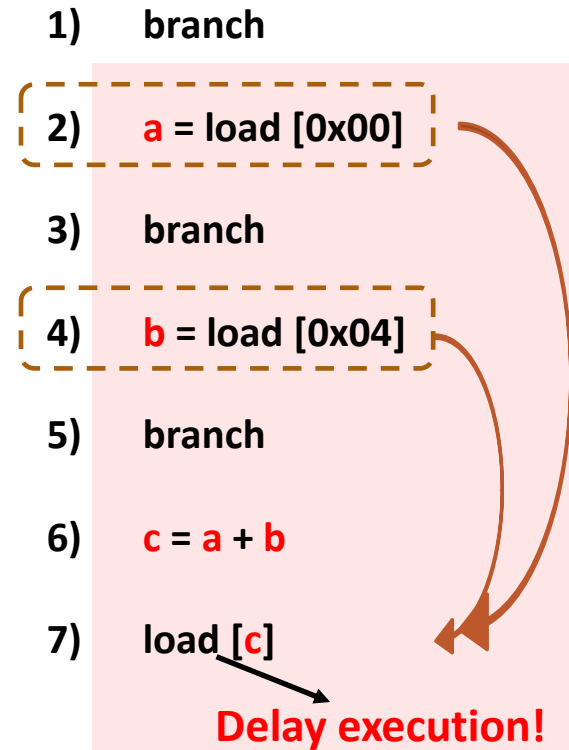 1) branch
2) a = load [0x00]
3) branch
4) b = load [0x04]
5) branch
6) c = a + b
7) load [c]
Delay execution!